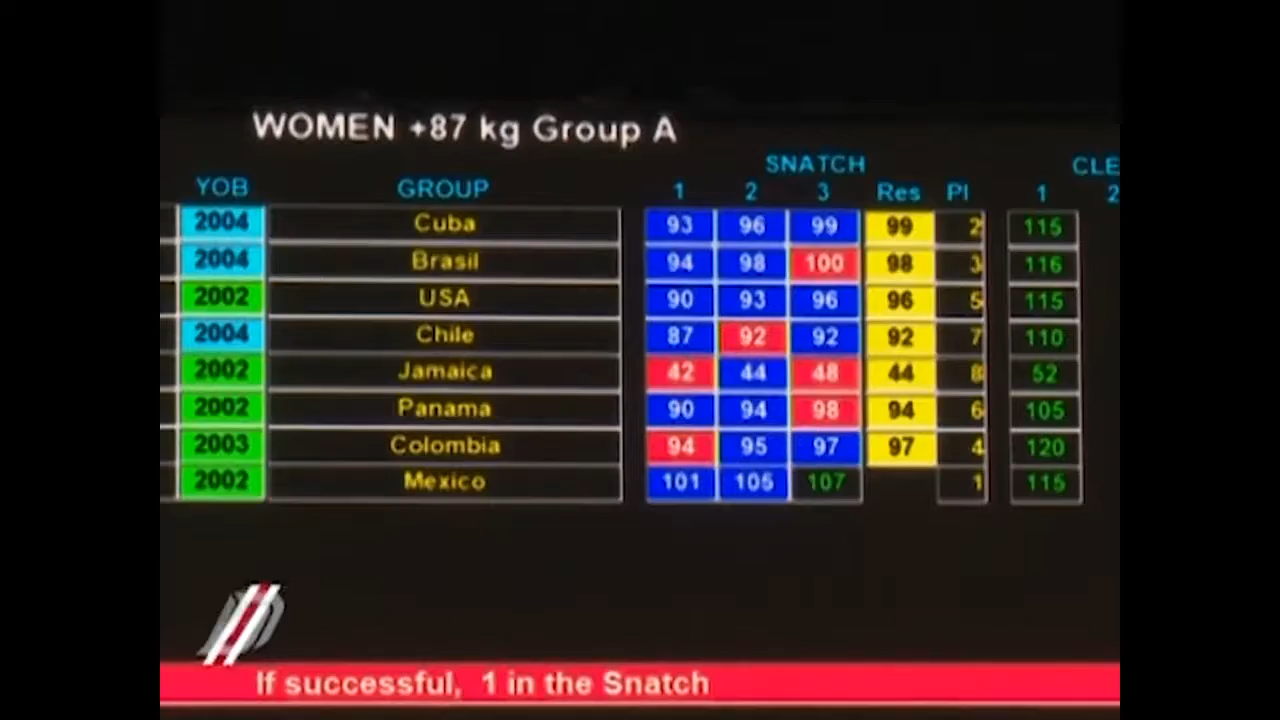 WOMEN +87 kg Group A
SNATCH CLE
YOB GROUP 1 2 3 Res Pl 1 2
2004 Cuba 93 96 99 99 2 115
2004 Brasil 94 98 100 98 3 116
2002 USA 90 93 96 96 5 115
2004 Chile 87 92 92 92 7 110
2002 Jamaica 42 44 48 44 8 52
2002 Panama 90 94 98 94 6 105
2003 Colombia 94 95 97 97 4 120
2002 Mexico 101 105 107 1 115
If successful, 1 in the Snatch